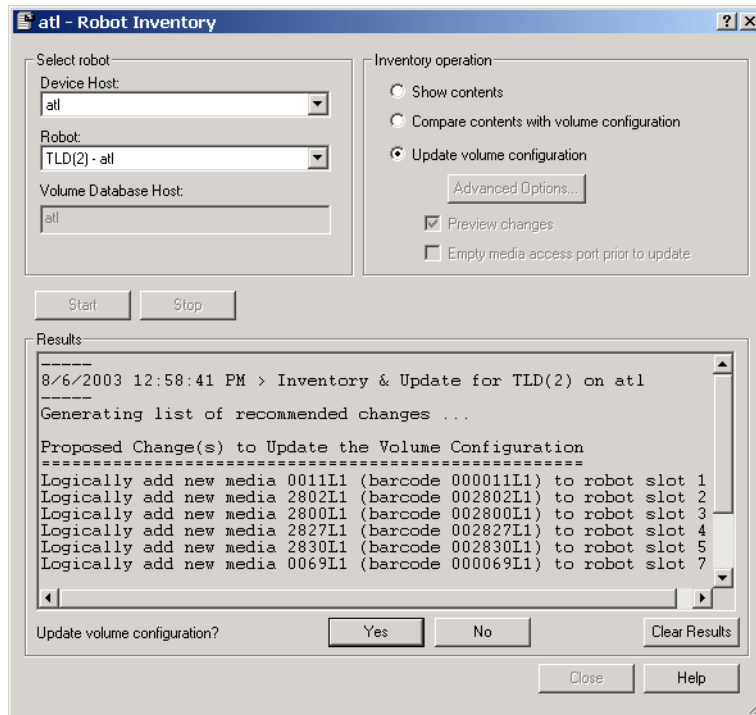 atl - Robot Inventory
Select robot
Device Host:
atl
Robot:
TLD(2) - atl
Volume Database Host:
atl
Inventory operation
Show contents
Compare contents with volume configuration
Update volume configuration
Advanced Options...
Preview changes
Empty media access port prior to update
Start Stop
Results
-----
8/6/2003 12:58:41 PM > Inventory & Update for TLD(2) on atl
-----
Generating list of recommended changes ...
Proposed Change(s) to Update the Volume Configuration
=====================================================
Logically add new media 0011L1 (barcode 000011L1) to robot slot 1
Logically add new media 2802L1 (barcode 002802L1) to robot slot 2
Logically add new media 2800L1 (barcode 002800L1) to robot slot 3
Logically add new media 2827L1 (barcode 002827L1) to robot slot 4
Logically add new media 2830L1 (barcode 002830L1) to robot slot 5
Logically add new media 0069L1 (barcode 000069L1) to robot slot 7
Update volume configuration? Yes No Clear Results
Close Help